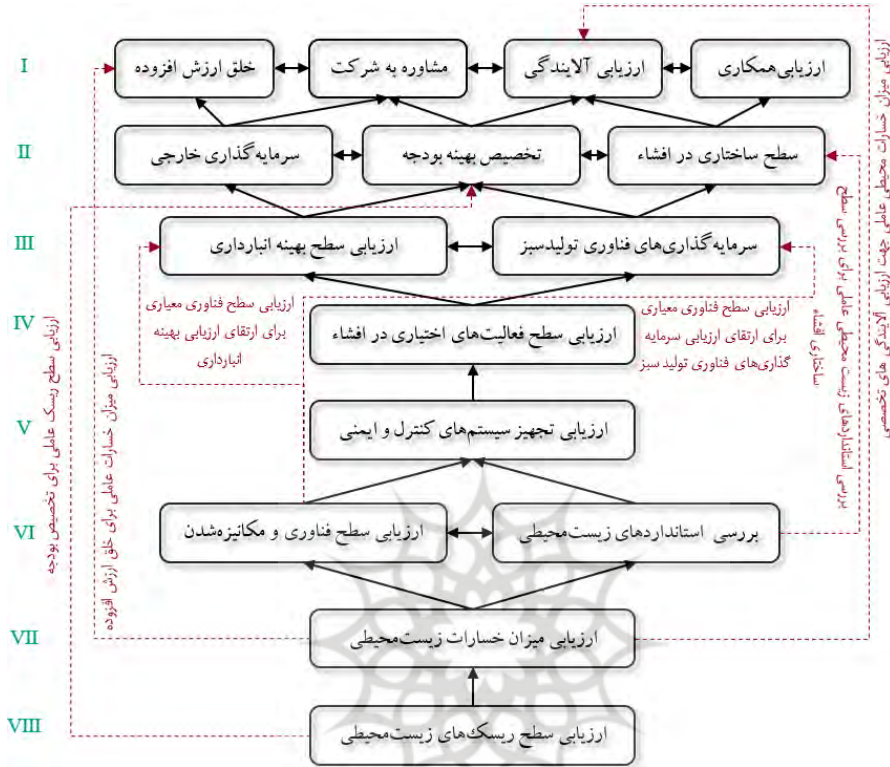 I
ارزیابی همکاری
ارزیابی آلایندگی
مشاوره به شرکت
خلق ارزش افزوده
II
سطح ساختاری در افشاء
تخصیص بهینه بودجه
سرمایه‌گذاری خارجی
III
سرمایه‌گذاری‌های فناوری تولیدسبز
ارزیابی سطح بهینه انبارداری
IV
ارزیابی سطح فعالیت‌های اختیاری در افشاء
ارزیابی سطح فناوری معیاری
برای ارتقای ارزیابی سرمایه
گذاری‌های فناوری تولید سبز
ارزیابی سطح فناوری معیاری
برای ارتقای ارزیابی بهینه
انبارداری
V
ارزیابی تجهیز سیستم‌های کنترل و ایمنی
VI
بررسی استانداردهای زیست‌محیطی
ارزیابی سطح فناوری و مکانیزه‌شدن
VII
ارزیابی میزان خسارات زیست‌محیطی
VIII
ارزیابی سطح ریسک‌های زیست‌محیطی
ارزیابی میزان خسارات محیطی عاملی جهت ارزیابی آلایندگی های تخصصی
بررسی استانداردهای زیست محیطی عاملی برای بررسی سطح
ساختاری افشاء
ارزیابی میزان خسارات عاملی برای خلق ارزش افزوده
ارزیابی سطح ریسک عاملی برای تخصیص بودجه